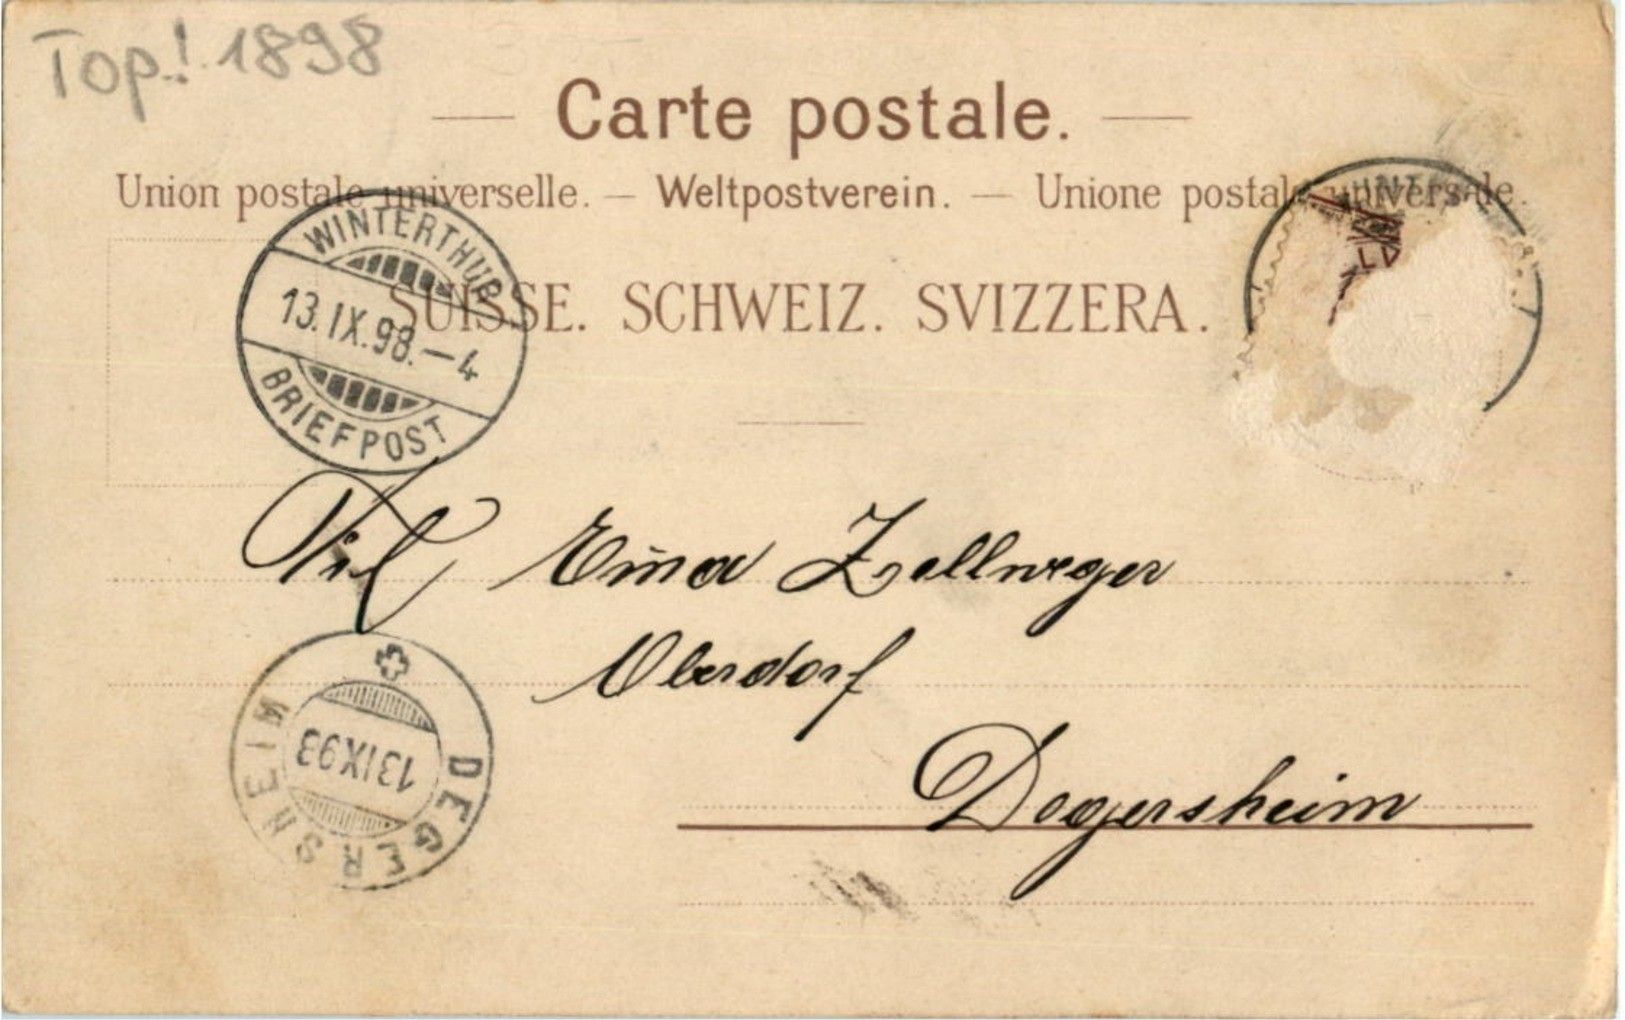 Top! 1898
Carte postale.
Union postale universelle. — Weltpostverein. — Unione postale universale.
WINTERTHUR
13.IX.98.—4
BRIEFPOST
SUISSE. SCHWEIZ. SVIZZERA.
Emma Zellweger
Oberdorf
Degersheim
DEGERSHEIM
13 IX 98